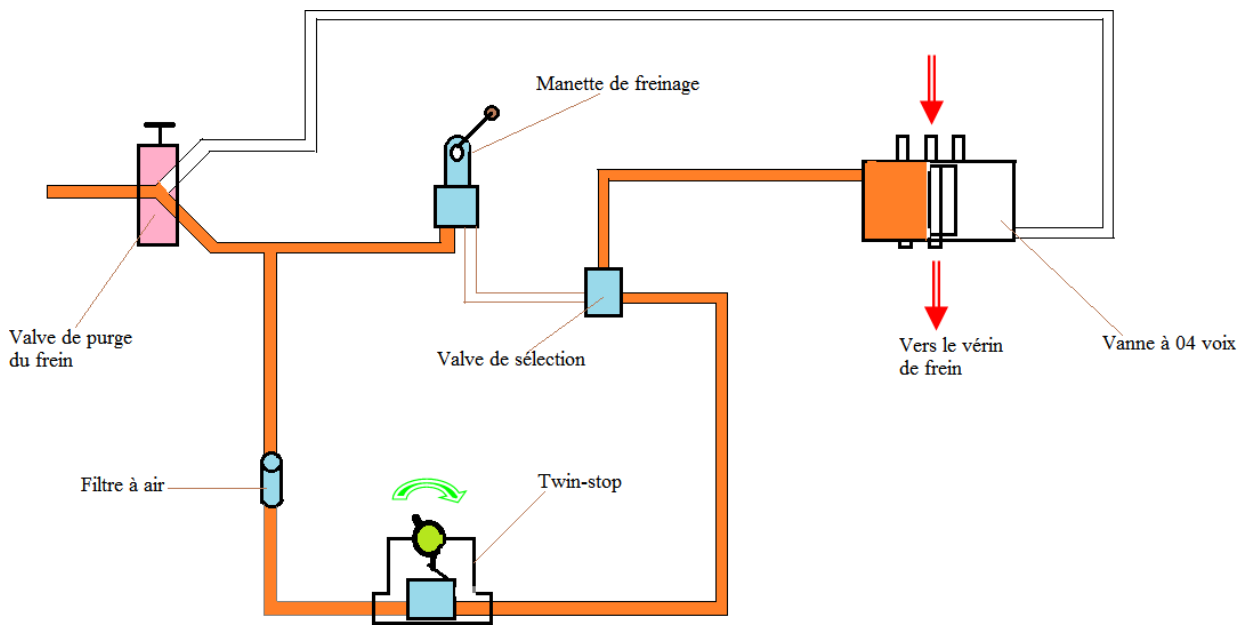 Manette de freinage
Valve de purge
du frein
Valve de sélection
Vers le vérin
de frein
Vanne à 04 voix
Filtre à air
Twin-stop